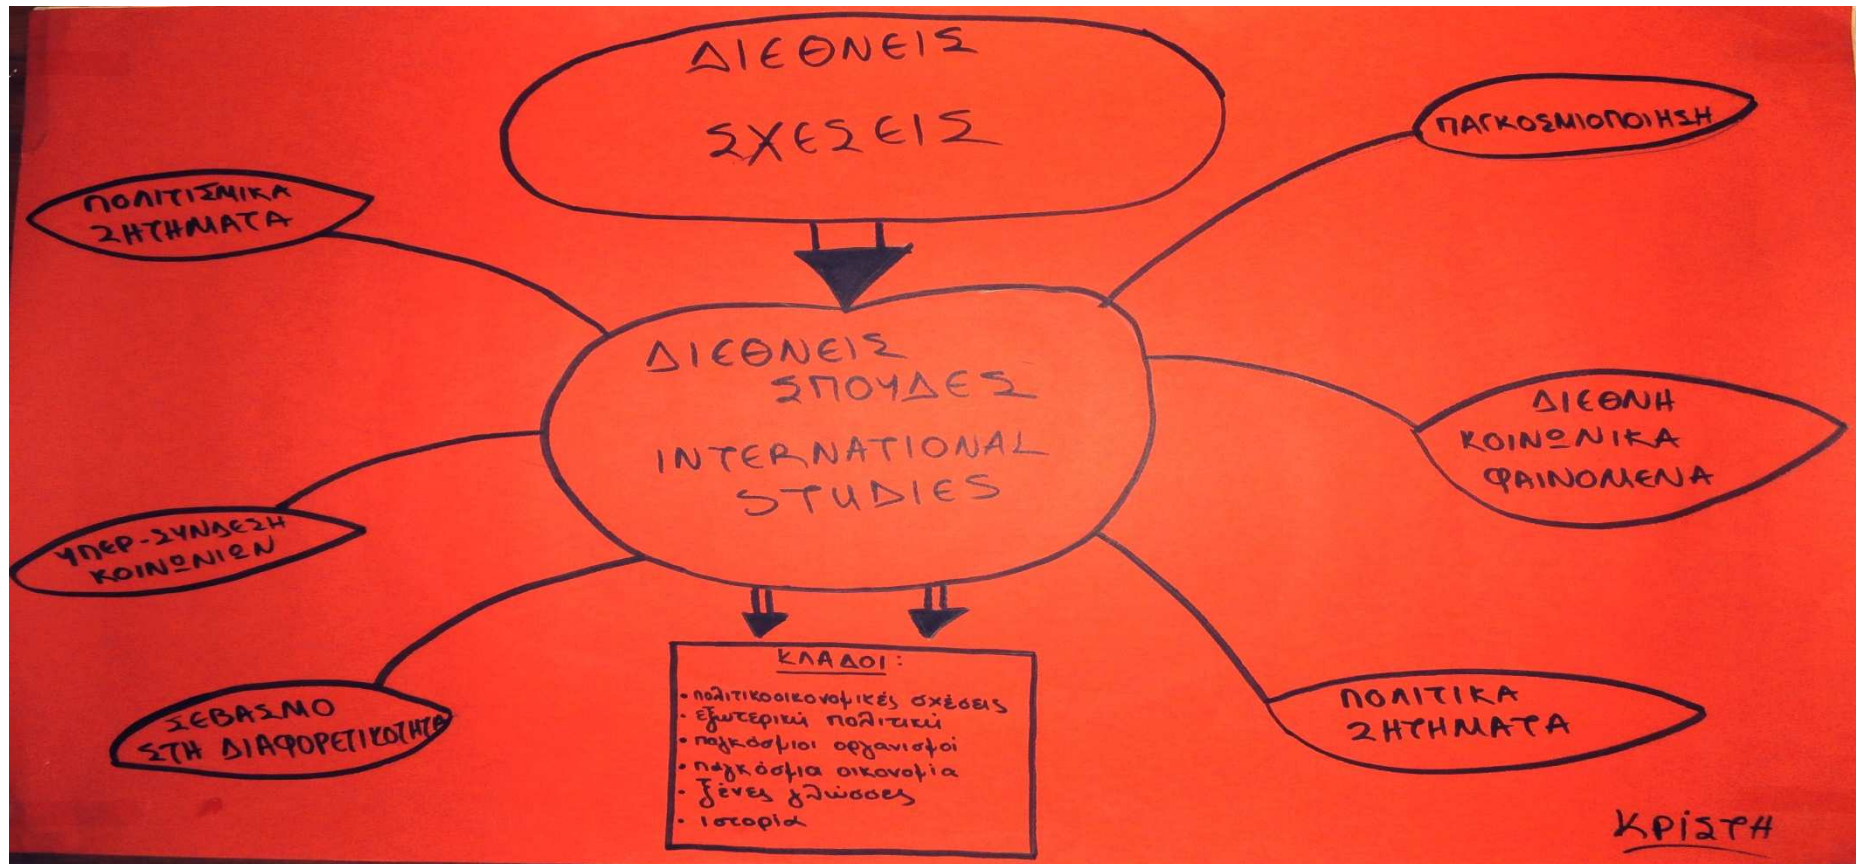 ΔΙΕΘΝΕΙΣ
ΣΧΕΣΕΙΣ
ΠΑΓΚΟΣΜΙΟΠΟΙΗΣΗ
ΠΟΛΙΤΙΣΜΙΚΑ
ΖΗΤΗΜΑΤΑ
ΔΙΕΘΝΕΙΣ
ΣΠΟΥΔΕΣ
INTERNATIONAL
STUDIES
ΔΙΕΘΝΗ
ΚΟΙΝΩΝΙΚΑ
ΦΑΙΝΟΜΕΝΑ
ΥΠΕΡ-ΣΥΝΔΕΣΗ
ΚΟΙΝΩΝΙΩΝ
ΣΕΒΑΣΜΟ
ΣΤΗ ΔΙΑΦΟΡΕΤΙΚΟΤΗΤΑ
ΠΟΛΙΤΙΚΑ
ΖΗΤΗΜΑΤΑ
ΚΛΑΔΟΙ:
• πολιτικοοικονομικές σχέσεις
• εξωτερική πολιτική
• παγκόσμιοι οργανισμοί
• παγκόσμια οικονομία
• ξένες γλώσσες
• ιστορία
ΚΡίΣΤΗ